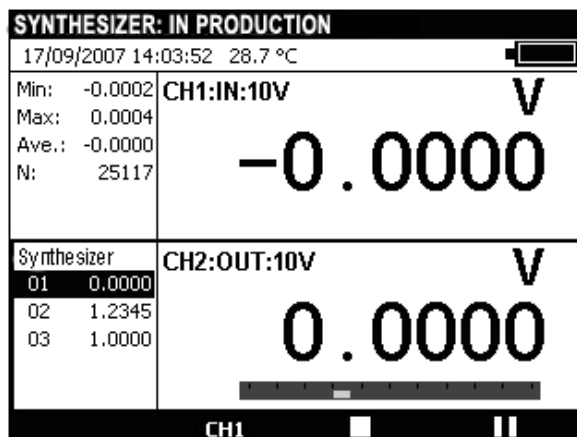 SYNTHESIZER: IN PRODUCTION
17/09/2007 14:03:52 28.7 °C
Min: -0.0002
Max: 0.0004
Ave.: -0.0000
N: 25117
CH1:IN:10V
V
-0.0000
Synthesizer
01 0.0000
02 1.2345
03 1.0000
CH2:OUT:10V
V
0.0000
CH1